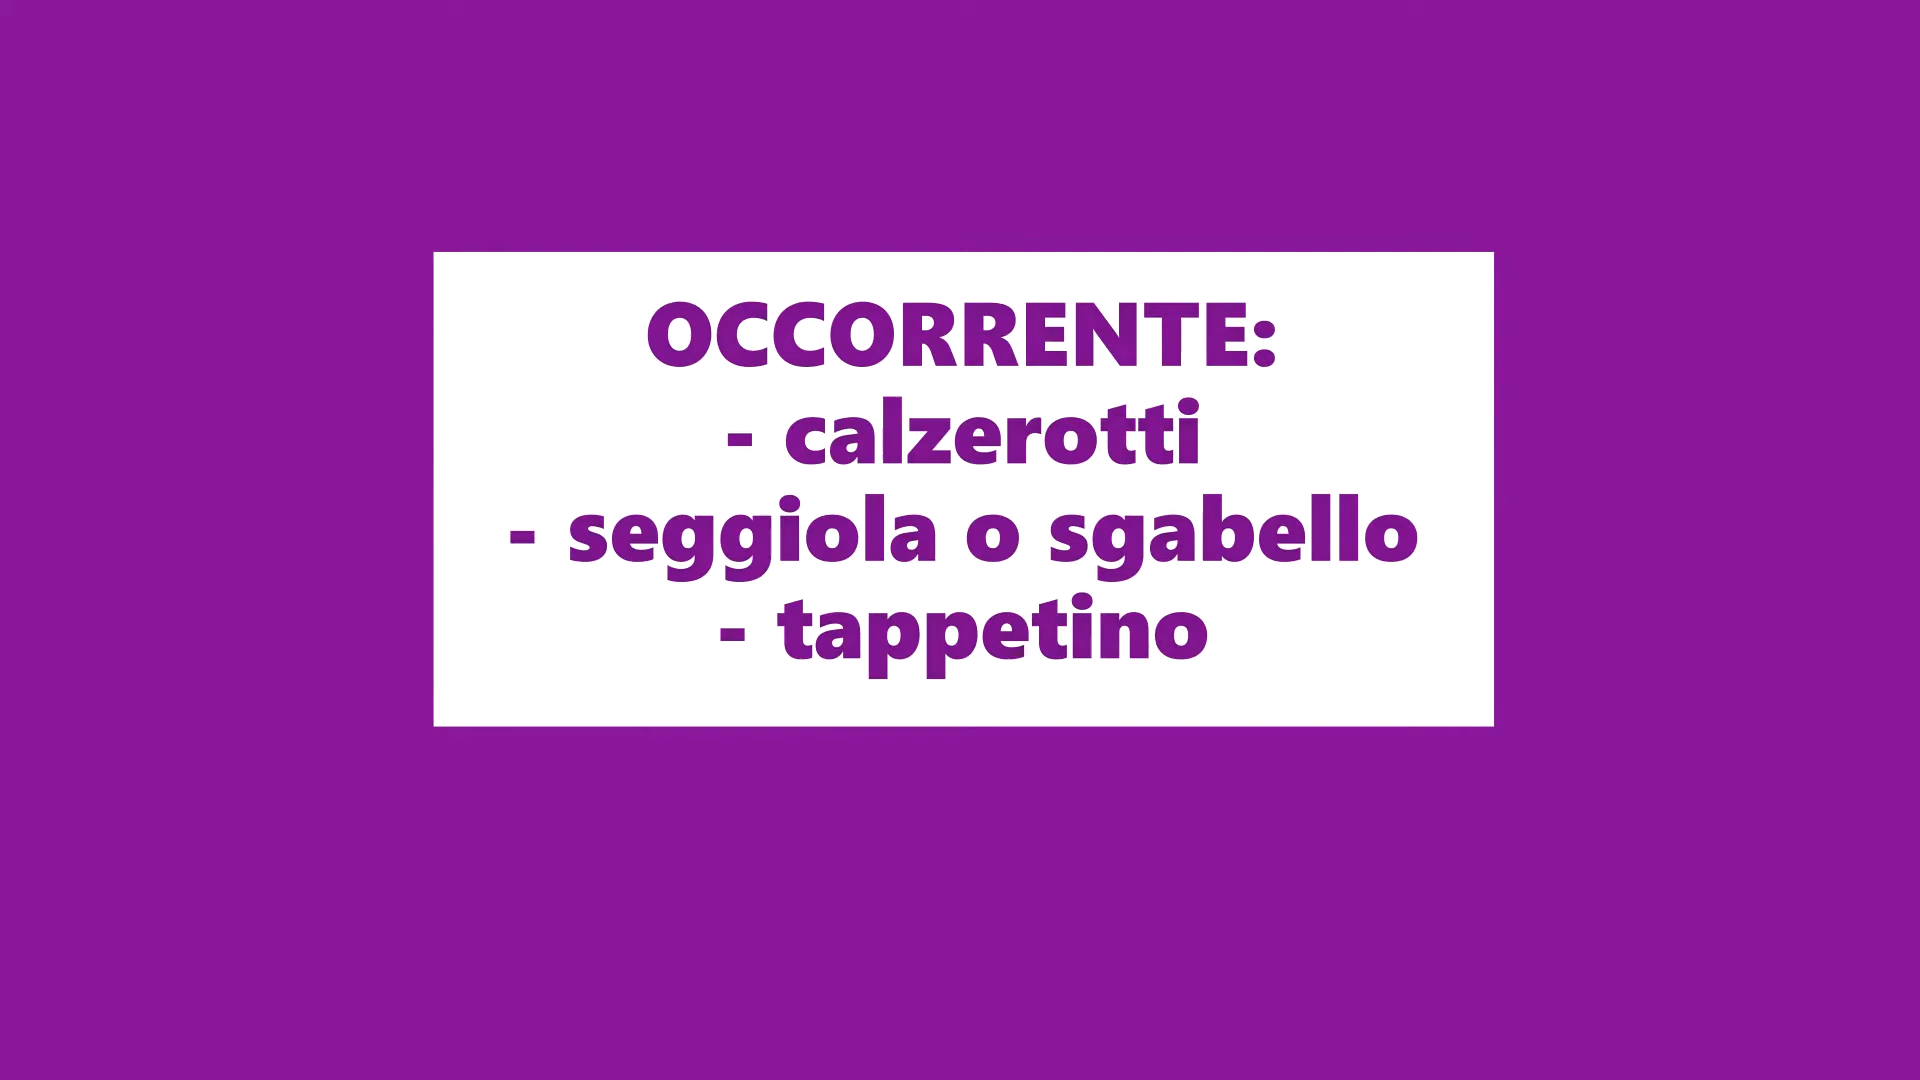 OCCORRENTE:
- calzerotti
- seggiola o sgabello
- tappetino